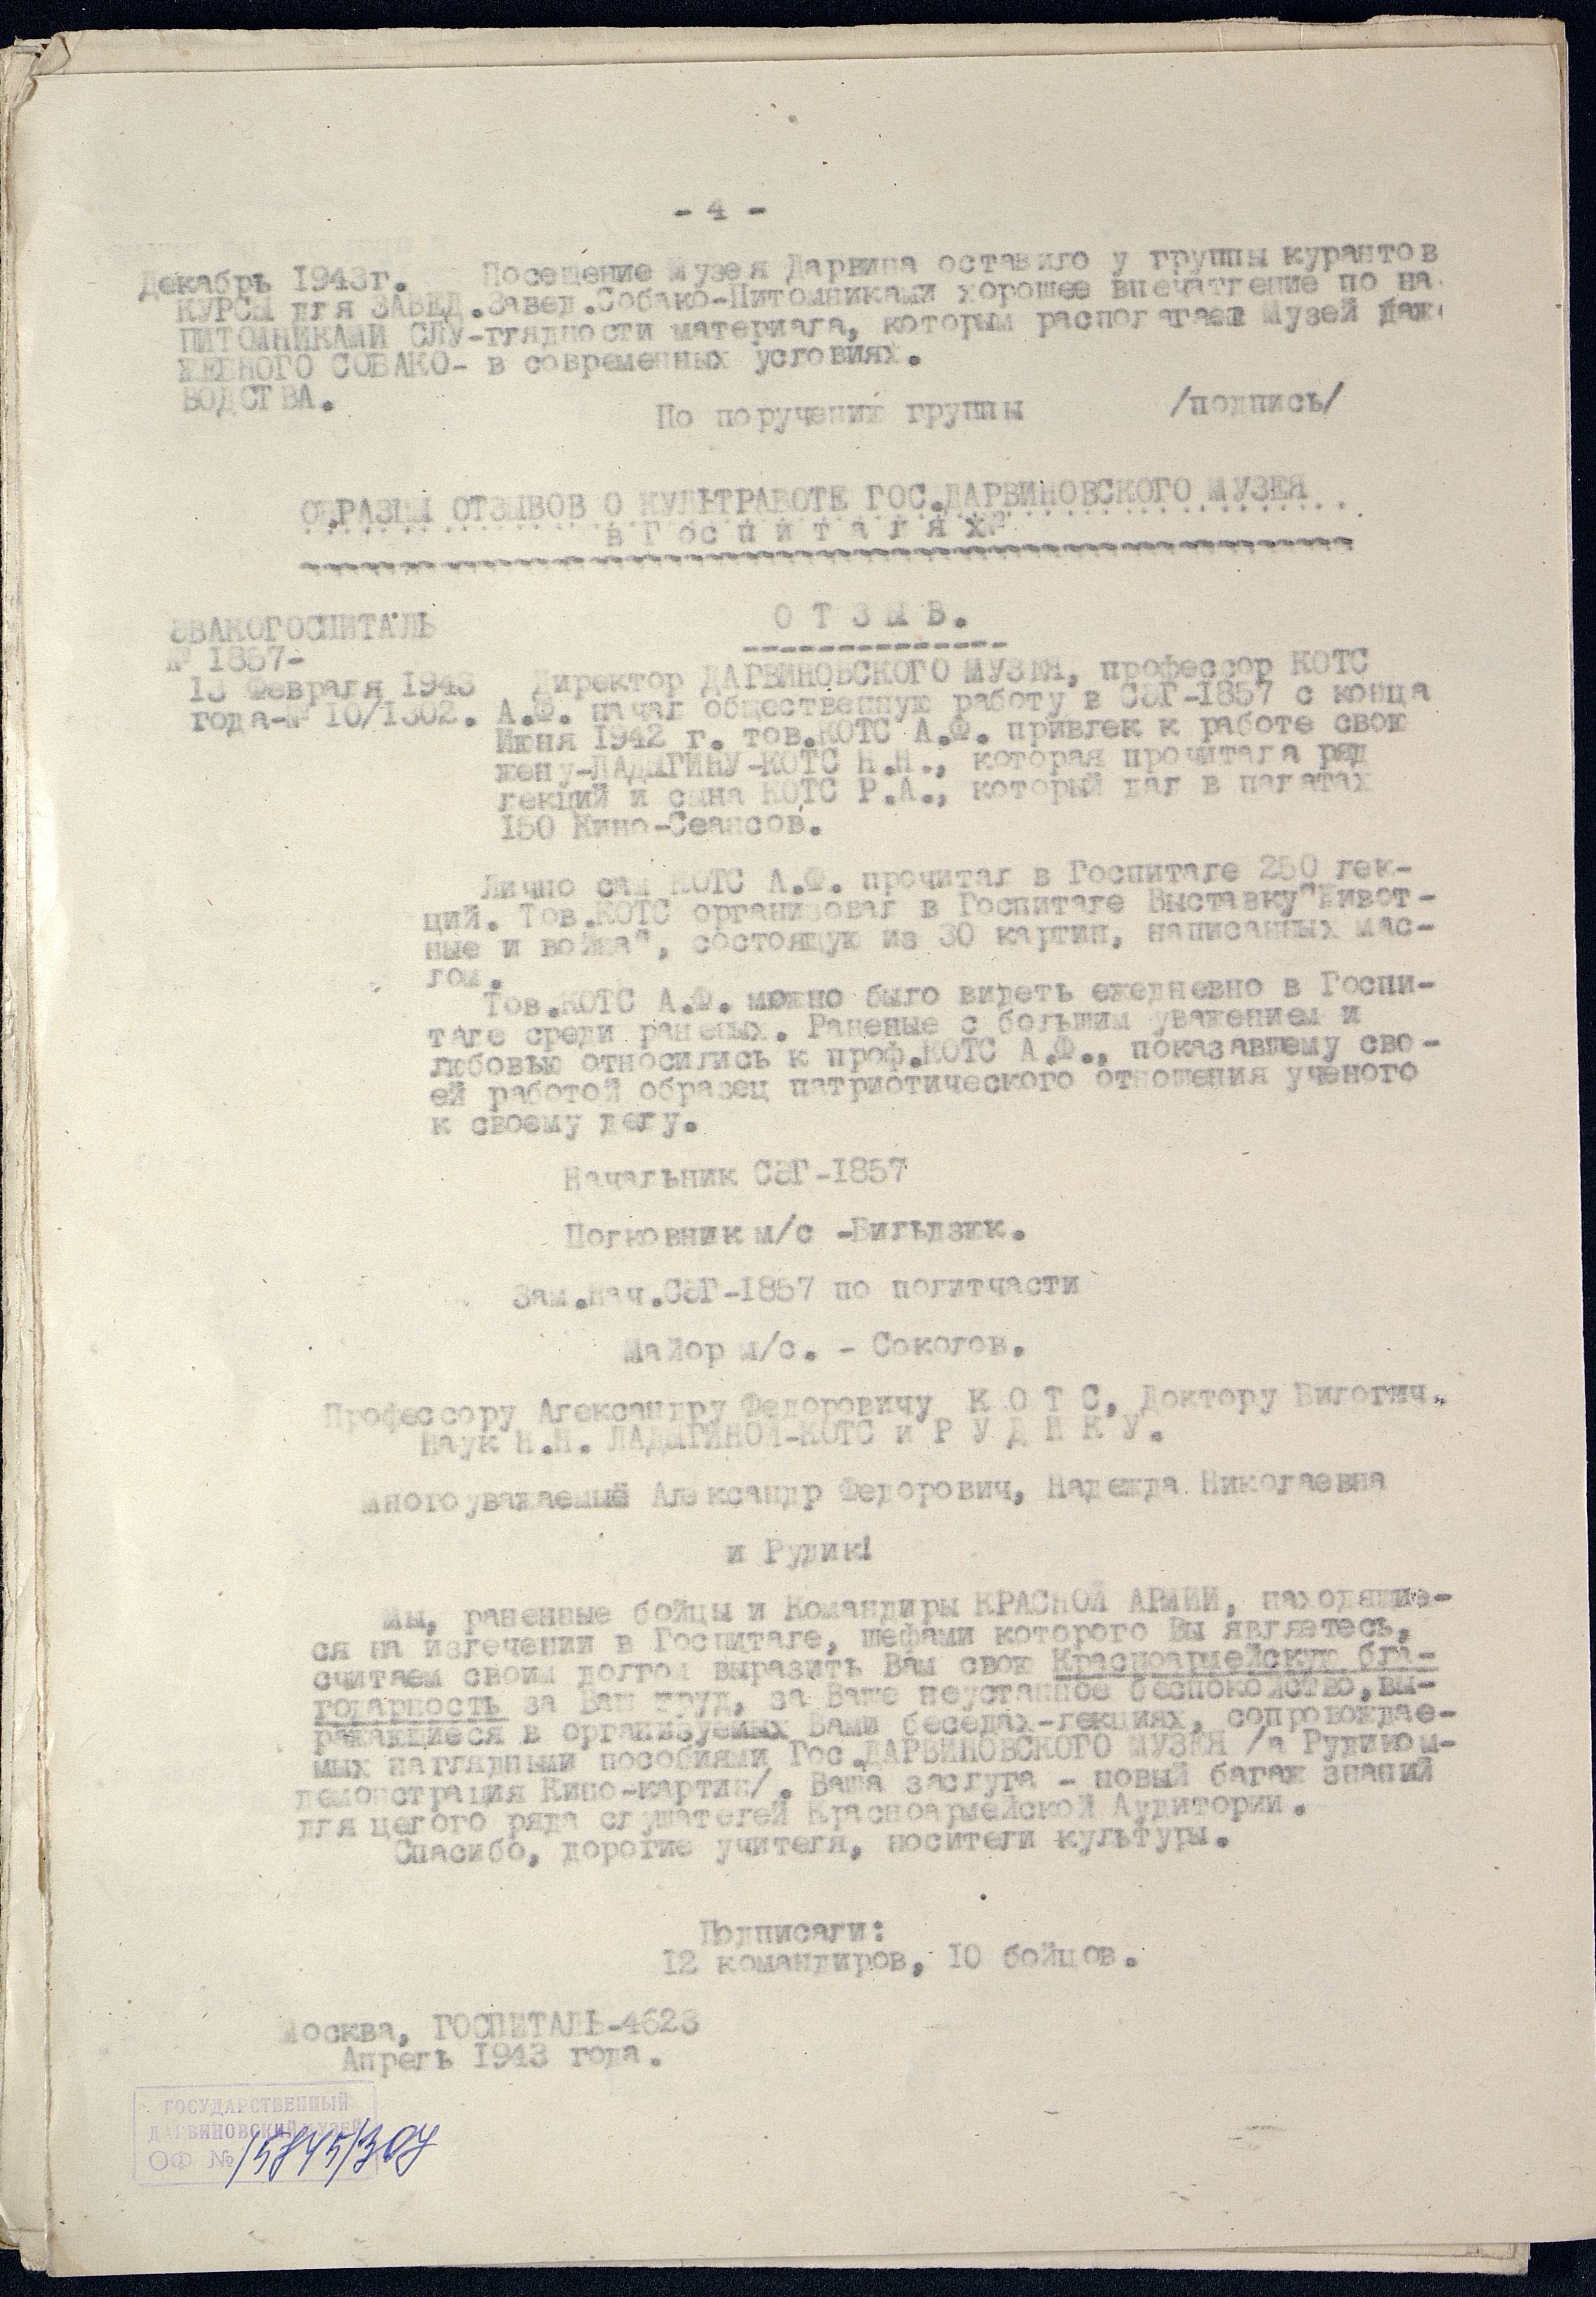 - 4 -
Декабрь 1943г. Посещение Музея Дарвина оставило у группы курантов
КУРСЫ для ЗАВЕД.Завед.Собако-Питомниками хорошее впечатление по на
ПИТОМНИКАМИ СЛУ-глядности материала, которым располагает Музей даже
ЖЕБНОГО СОБАКО- в современных условиях.
ВОДСТВА.
По поручению группы /подпись/
ОБРАЗЦЫ ОТЗЫВОВ О КУЛЬТРАБОТЕ ГОС.ДАРВИНОВСКОГО МУЗЕЯ
в Г о с п и т а л я х
О Т З Ы В.
ЭВАКОГОСПИТАЛЬ
№ 1857-
13 Февраля 1943 Директор ДАРВИНОВСКОГО МУЗЕЯ, профессор КОТС
года-№ 10/1302. А.Ф. начал общественную работу в СЭГ-1857 с конца
Июня 1942 г. тов.КОТС А.Ф. привлек к работе свою
жену-ЛАДЫГИНУ-КОТС Н.Н., которая прочитала ряд
лекций и сына КОТС Р.А., который дал в палатах
150 Кино-Сеансов.
Лично сам КОТС А.Ф. прочитал в Госпитале 250 лек-
ций. Тов.КОТС организовал в Госпитале Выставку"Живот-
ные и война", состоящую из 30 картин, написанных мас-
лом.
Тов.КОТС А.Ф. можно было видеть ежедневно в Госпи-
тале среди раненых. Раненые с большим уважением и
любовью относились к проф.КОТС А.Ф., показавшему сво-
ей работой образец патриотического отношения ученого
к своему делу.
Начальник СЭГ-1857
Полковник м/с -Бильдзик.
Зам.Нач.СЭГ-1857 по политчасти
Майор м/с. - Соколов.
Профессору Александру Федоровичу К О Т С, Доктору Билогич.
Наук Н.Н. ЛАДЫГИНОЙ-КОТС и Р У Д И К У.
Многоуважаемый Александр Федорович, Надежда Николаевна
и Рудик!
Мы, раненные бойцы и Командиры КРАСНОЙ АРМИИ, находящие-
ся на излечении в Госпитале, шефами которого Вы являетесь,
считаем своим долгом выразить Вам свою Красноармейскую бла-
годарность за Ваш труд, за Ваше неустанное беспокойство,вы-
ражающиеся в организуемых Вами беседах-лекциях, сопровождае-
мых наглядными пособиями Гос.ДАРВИНОВСКОГО МУЗЕЯ /а Рудиком-
демонстрация Кино-картин/. Ваша заслуга - новый багаж знаний
для целого ряда слушателей Красноармейской Аудитории.
Спасибо, дорогие учителя, носители культуры.
Подписали:
12 командиров, 10 бойцов.
Москва, ГОСПИТАЛЬ-4623
Апрель 1943 года.
ГОСУДАРСТВЕННЫЙ
ДАРВИНОВСКИЙ МУЗЕЙ
ОФ № 15845/307